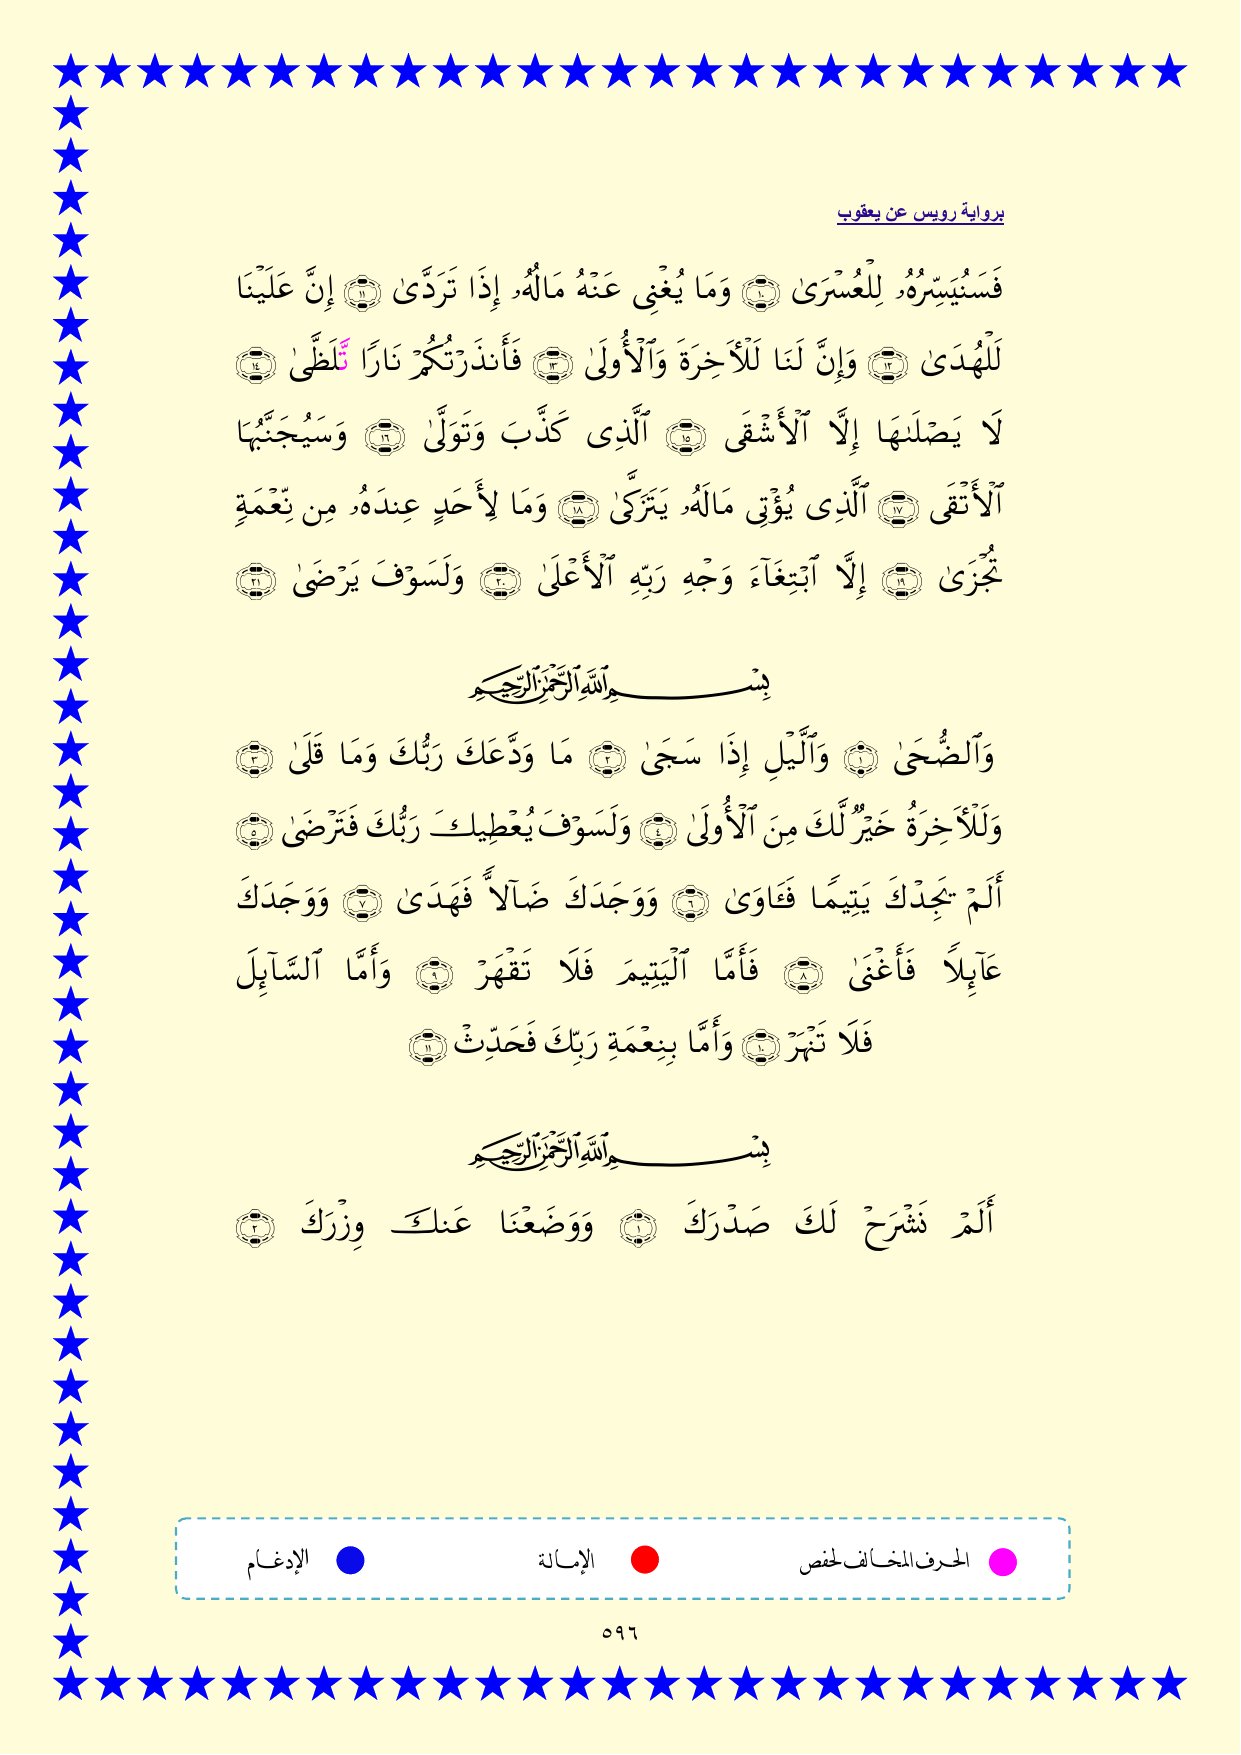 برواية رويس عن يعقوب
فَسَنُيَسِّرُهُۥ لِلْعُسْرَىٰ ١٠ وَمَا يُغْنِى عَنْهُ مَالُهُۥٓ إِذَا تَرَدَّىٰ ١١ إِنَّ عَلَيْنَا
لَلْهُدَىٰ ١٢ وَإِنَّ لَنَا لَلْأَخِرَةَ وَٱلْأُولَىٰ ١٣ فَأَنذَرْتُكُمْ نَارًا تَّلَظَّىٰ ١٤
لَا يَصْلَىٰهَا إِلَّا ٱلْأَشْقَى ١٥ ٱلَّذِى كَذَّبَ وَتَوَلَّىٰ ١٦ وَسَيُجَنَّبُهَا
ٱلْأَتْقَى ١٧ ٱلَّذِى يُؤْتِى مَالَهُۥ يَتَزَكَّىٰ ١٨ وَمَا لِأَحَدٍ عِندَهُۥ مِن نِّعْمَةٍ
تُجْزَىٰ ١٩ إِلَّا ٱبْتِغَآءَ وَجْهِ رَبِّهِ ٱلْأَعْلَىٰ ٢٠ وَلَسَوْفَ يَرْضَىٰ ٢١
بِسْمِ ٱللَّهِ ٱلرَّحْمَٰنِ ٱلرَّحِيمِ
وَٱلضُّحَىٰ ١ وَٱلَّيْلِ إِذَا سَجَىٰ ٢ مَا وَدَّعَكَ رَبُّكَ وَمَا قَلَىٰ ٣
وَلَلْأَخِرَةُ خَيْرٌ لَّكَ مِنَ ٱلْأُولَىٰ ٤ وَلَسَوْفَ يُعْطِيكَ رَبُّكَ فَتَرْضَىٰ ٥
أَلَمْ يَجِدْكَ يَتِيمًا فَـَٔاوَىٰ ٦ وَوَجَدَكَ ضَآلًّا فَهَدَىٰ ٧ وَوَجَدَكَ
عَآئِلًا فَأَغْنَىٰ ٨ فَأَمَّا ٱلْيَتِيمَ فَلَا تَقْهَرْ ٩ وَأَمَّا ٱلسَّآئِلَ
فَلَا تَنْهَرْ ١٠ وَأَمَّا بِنِعْمَةِ رَبِّكَ فَحَدِّثْ ١١
بِسْمِ ٱللَّهِ ٱلرَّحْمَٰنِ ٱلرَّحِيمِ
أَلَمْ نَشْرَحْ لَكَ صَدْرَكَ ١ وَوَضَعْنَا عَنكَ وِزْرَكَ ٢
الحرف المخالف لحفص الإمالة الإدغام
٥٩٦